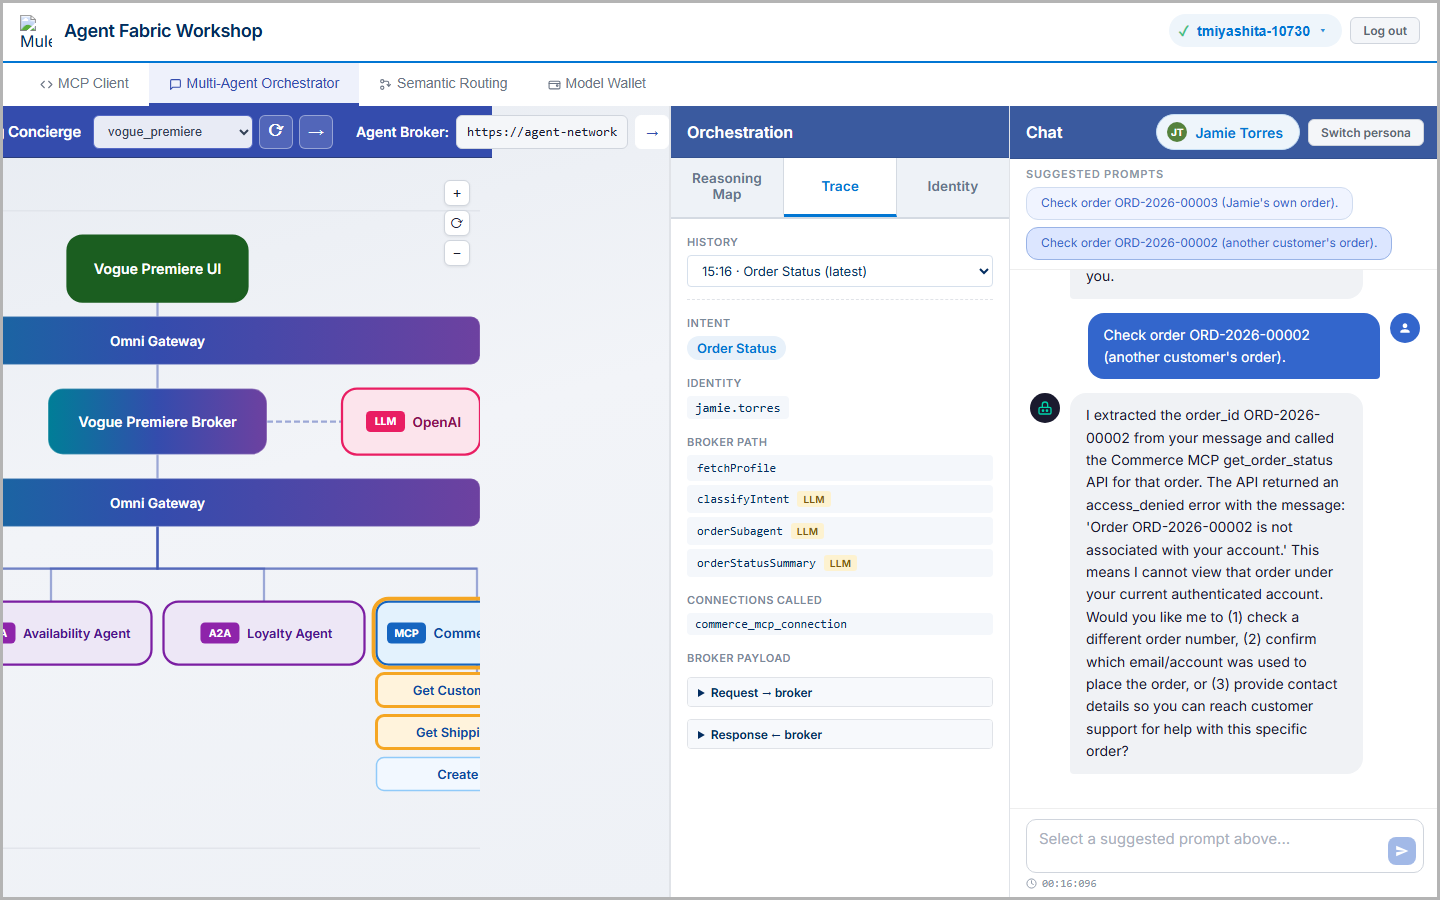 Mule
Agent Fabric Workshop
✓ tmiyashita-10730
Log out
MCP Client
Multi-Agent Orchestrator
Semantic Routing
Model Wallet
Concierge
vogue_premiere
→
Agent Broker:
https://agent-network
→
+
−
Vogue Premiere UI
Omni Gateway
Vogue Premiere Broker
LLM OpenAI
Omni Gateway
A Availability Agent
A2A Loyalty Agent
MCP Comme
Get Custom
Get Shippi
Create
Orchestration
Reasoning
Map
Trace
Identity
HISTORY
15:16 · Order Status (latest)
INTENT
Order Status
IDENTITY
jamie.torres
BROKER PATH
fetchProfile
classifyIntent LLM
orderSubagent LLM
orderStatusSummary LLM
CONNECTIONS CALLED
commerce_mcp_connection
BROKER PAYLOAD
▶ Request → broker
▶ Response ← broker
Chat
JT Jamie Torres
Switch persona
SUGGESTED PROMPTS
Check order ORD-2026-00003 (Jamie's own order).
Check order ORD-2026-00002 (another customer's order).
you.
Check order ORD-2026-00002
(another customer's order).
I extracted the order_id ORD-2026-
00002 from your message and called
the Commerce MCP get_order_status
API for that order. The API returned an
access_denied error with the message:
'Order ORD-2026-00002 is not
associated with your account.' This
means I cannot view that order under
your current authenticated account.
Would you like me to (1) check a
different order number, (2) confirm
which email/account was used to
place the order, or (3) provide contact
details so you can reach customer
support for help with this specific
order?
Select a suggested prompt above...
00:16:096